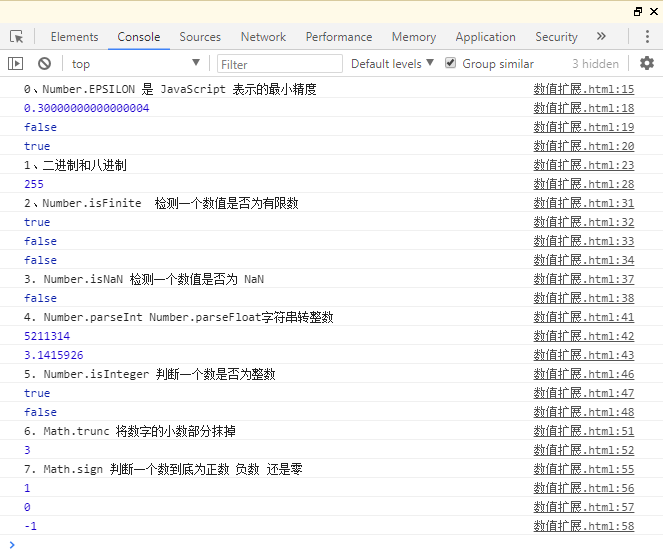 Elements Console Sources Network Performance Memory Application Security »
top Filter Default levels Group similar 3 hidden
0、Number.EPSILON 是 JavaScript 表示的最小精度 数值扩展.html:15
0.30000000000000004 数值扩展.html:18
false 数值扩展.html:19
true 数值扩展.html:20
1、二进制和八进制 数值扩展.html:23
255 数值扩展.html:28
2、Number.isFinite 检测一个数值是否为有限数 数值扩展.html:31
true 数值扩展.html:32
false 数值扩展.html:33
false 数值扩展.html:34
3. Number.isNaN 检测一个数值是否为 NaN 数值扩展.html:37
false 数值扩展.html:38
4. Number.parseInt Number.parseFloat字符串转整数 数值扩展.html:41
5211314 数值扩展.html:42
3.1415926 数值扩展.html:43
5. Number.isInteger 判断一个数是否为整数 数值扩展.html:46
true 数值扩展.html:47
false 数值扩展.html:48
6. Math.trunc 将数字的小数部分抹掉 数值扩展.html:51
3 数值扩展.html:52
7. Math.sign 判断一个数到底为正数 负数 还是零 数值扩展.html:55
1 数值扩展.html:56
0 数值扩展.html:57
-1 数值扩展.html:58